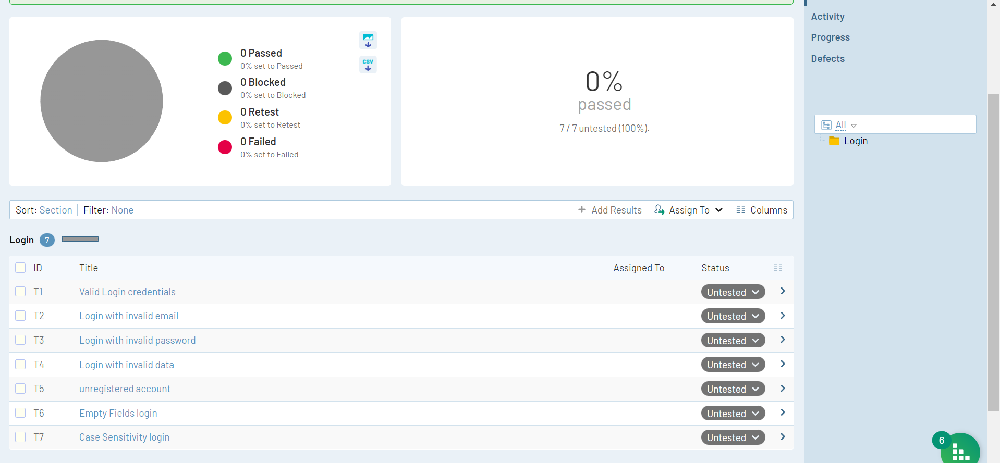 0 Passed
0% set to Passed
0 Blocked
0% set to Blocked
0 Retest
0% set to Retest
0 Failed
0% set to Failed
CSV
0%
passed
7 / 7 untested (100%).
Activity
Progress
Defects
All
Login
Sort: Section Filter: None
+ Add Results Assign To Columns
Login 7
ID Title Assigned To Status
T1 Valid Login credentials Untested
T2 Login with invalid email Untested
T3 Login with invalid password Untested
T4 Login with invalid data Untested
T5 unregistered account Untested
T6 Empty Fields login Untested
T7 Case Sensitivity login Untested
6